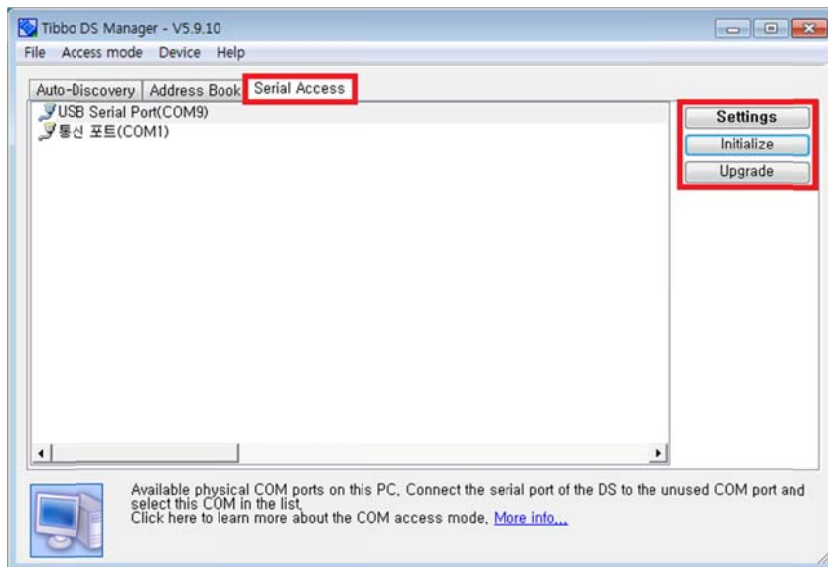 Tibbo DS Manager - V5.9.10
File Access mode Device Help
Auto-Discovery Address Book Serial Access
USB Serial Port(COM9)
통신 포트(COM1)
Settings
Initialize
Upgrade
Available physical COM ports on this PC, Connect the serial port of the DS to the unused COM port and
select this COM in the list,
Click here to learn more about the COM access mode, More info...